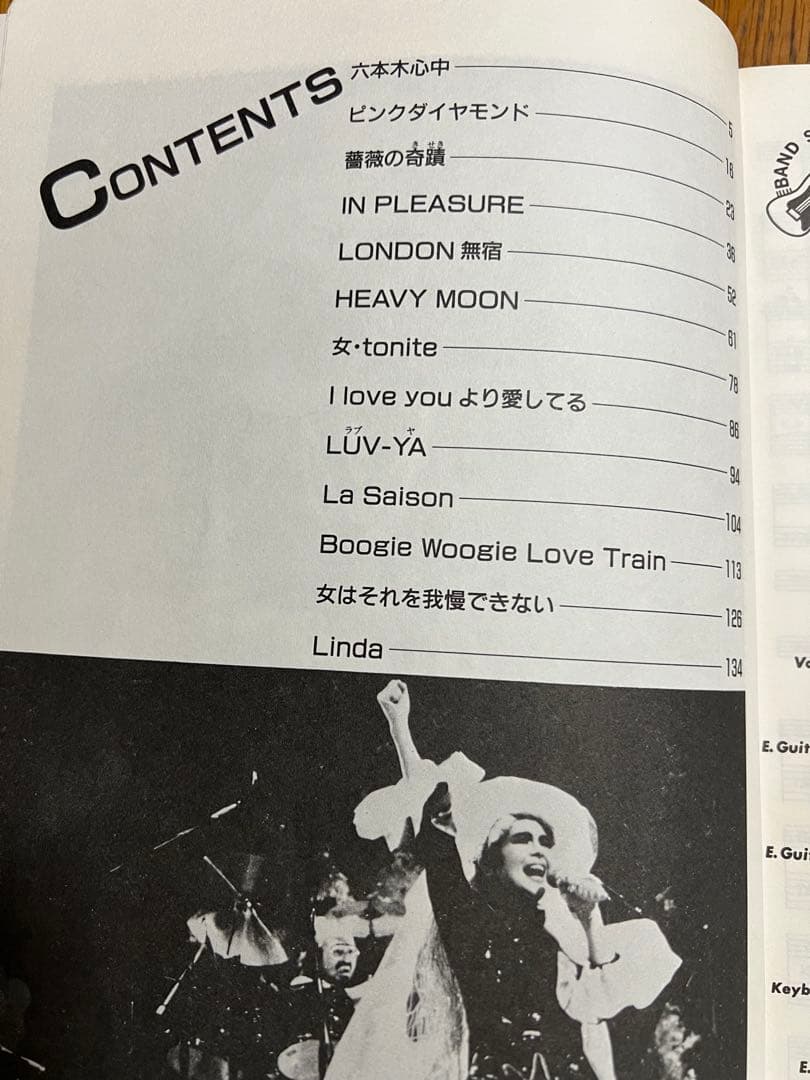 CONTENTS
六本木心中 5
ピンクダイヤモンド 18
薔薇の奇蹟 23
き せき
IN PLEASURE 36
LONDON 無宿 52
HEAVY MOON 61
女・tonite 78
I love you より愛してる 86
ラブ ヤ
LUV-YA 94
La Saison 104
Boogie Woogie Love Train 113
女はそれを我慢できない 126
Linda 134
BAND
E. Guit
E. Gui
Keyb